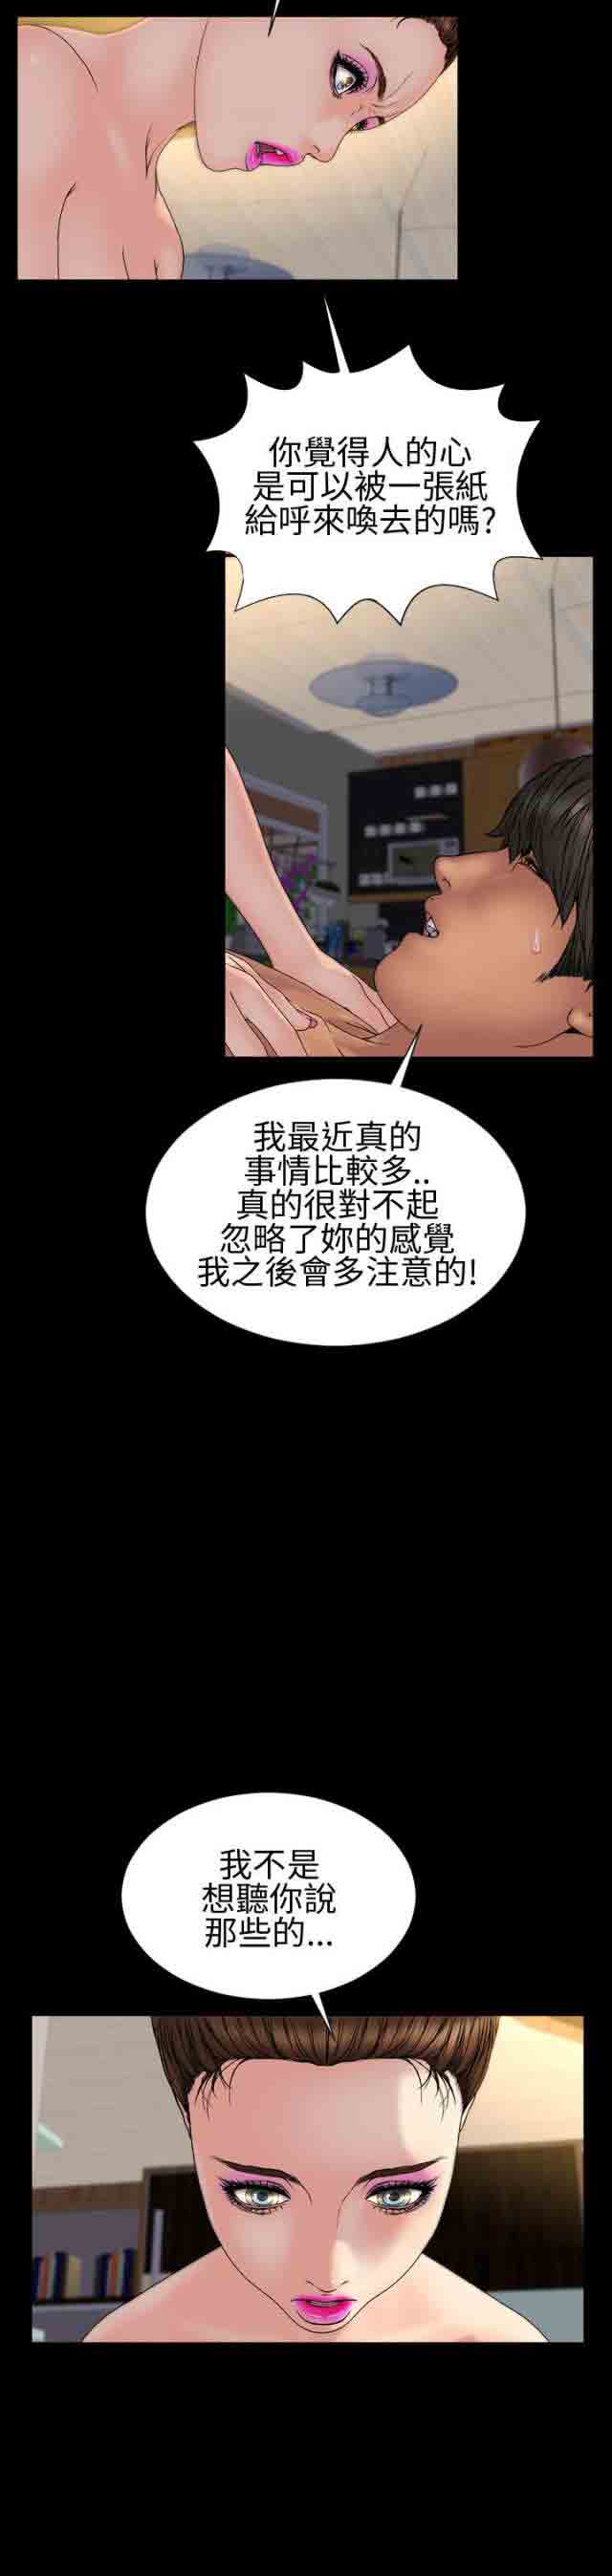 你覺得人的心
是可以被一張紙
給呼來喚去的嗎?
我最近真的
事情比較多..
真的很對不起
忽略了妳的感覺
我之後會多注意的!
我不是
想聽你說
那些的...